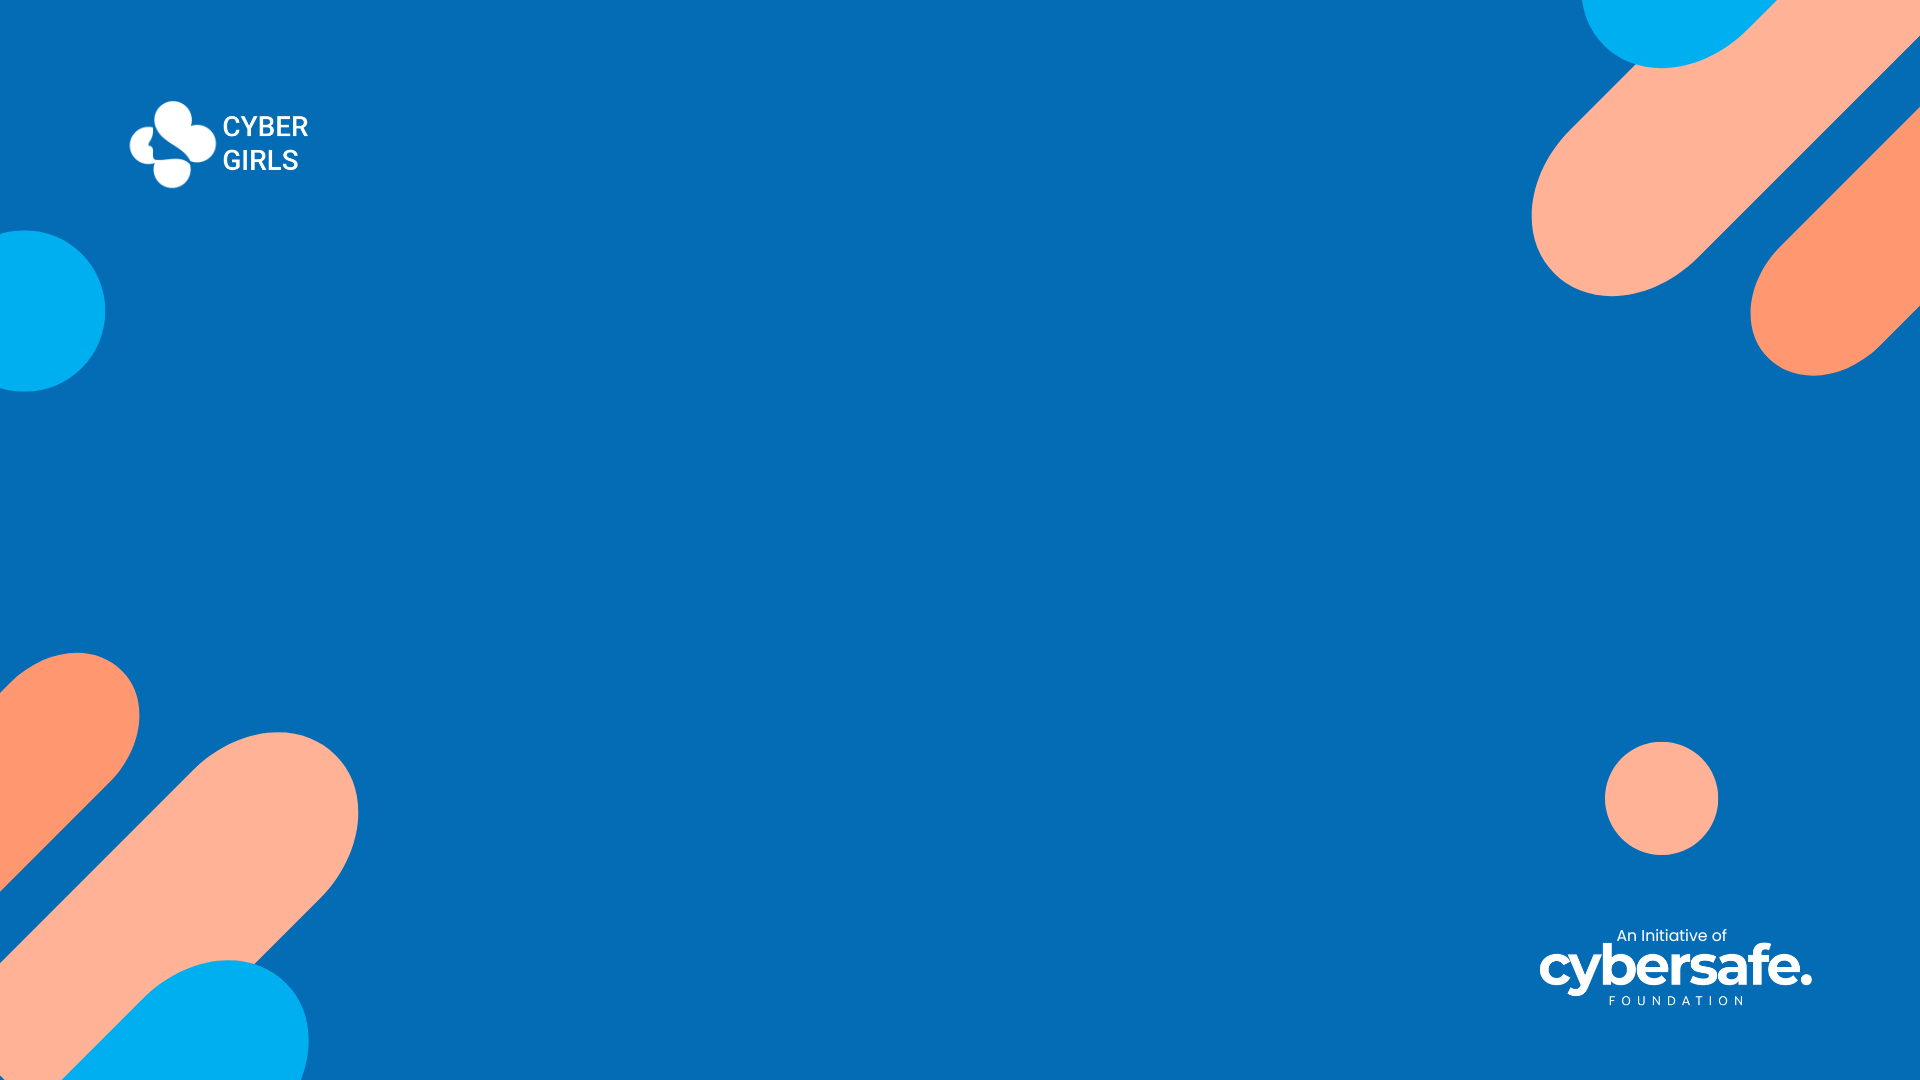 CYBER
GIRLS
An Initiative of
cybersafe.
FOUNDATION